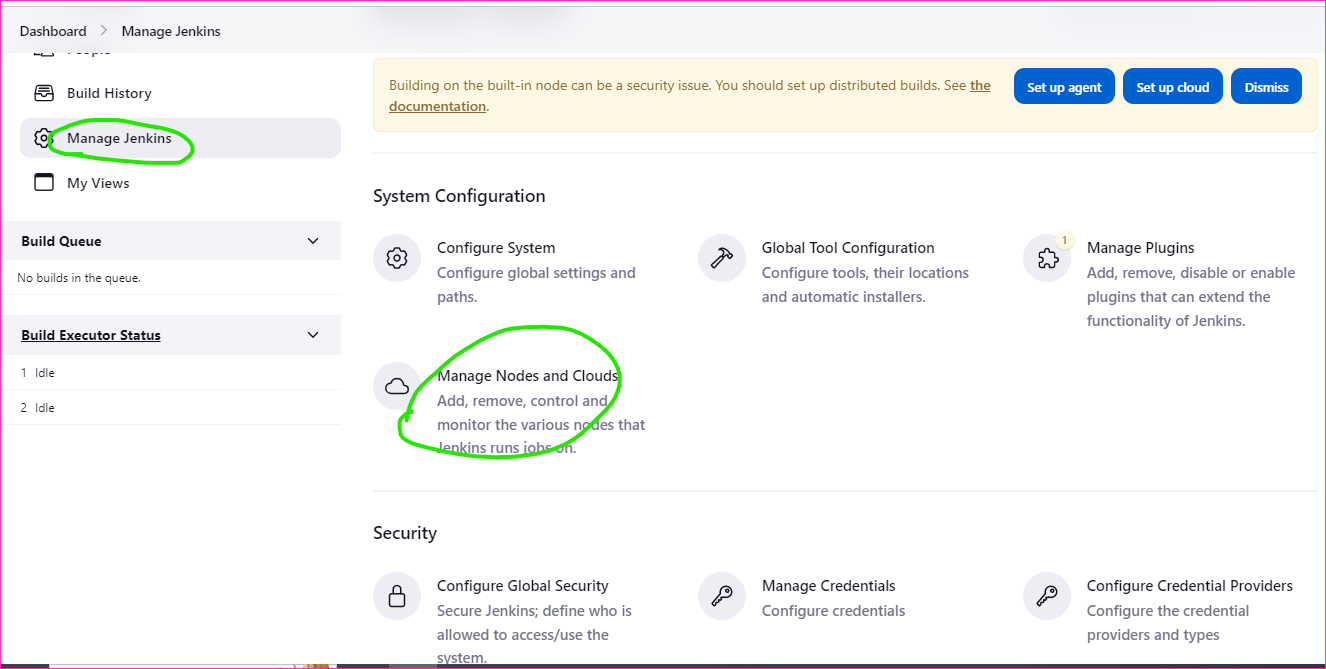 Dashboard > Manage Jenkins
People
Build History
Manage Jenkins
My Views
Build Queue
No builds in the queue.
Build Executor Status
1 Idle
2 Idle
Building on the built-in node can be a security issue. You should set up distributed builds. See the
documentation.
Set up agent
Set up cloud
Dismiss
System Configuration
Configure System
Configure global settings and
paths.
Global Tool Configuration
Configure tools, their locations
and automatic installers.
1
Manage Plugins
Add, remove, disable or enable
plugins that can extend the
functionality of Jenkins.
Manage Nodes and Clouds
Add, remove, control and
monitor the various nodes that
Jenkins runs jobs on.
Security
Configure Global Security
Secure Jenkins; define who is
allowed to access/use the
system.
Manage Credentials
Configure credentials
Configure Credential Providers
Configure the credential
providers and types